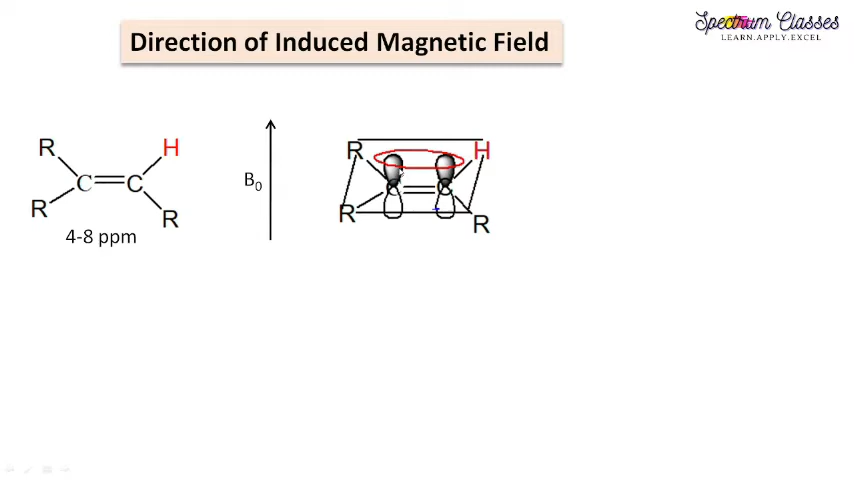 Spectrum Classes
LEARN.APPLY.EXCEL
Direction of Induced Magnetic Field
R H
C C
R R
4-8 ppm
B₀
R H
C C
R R